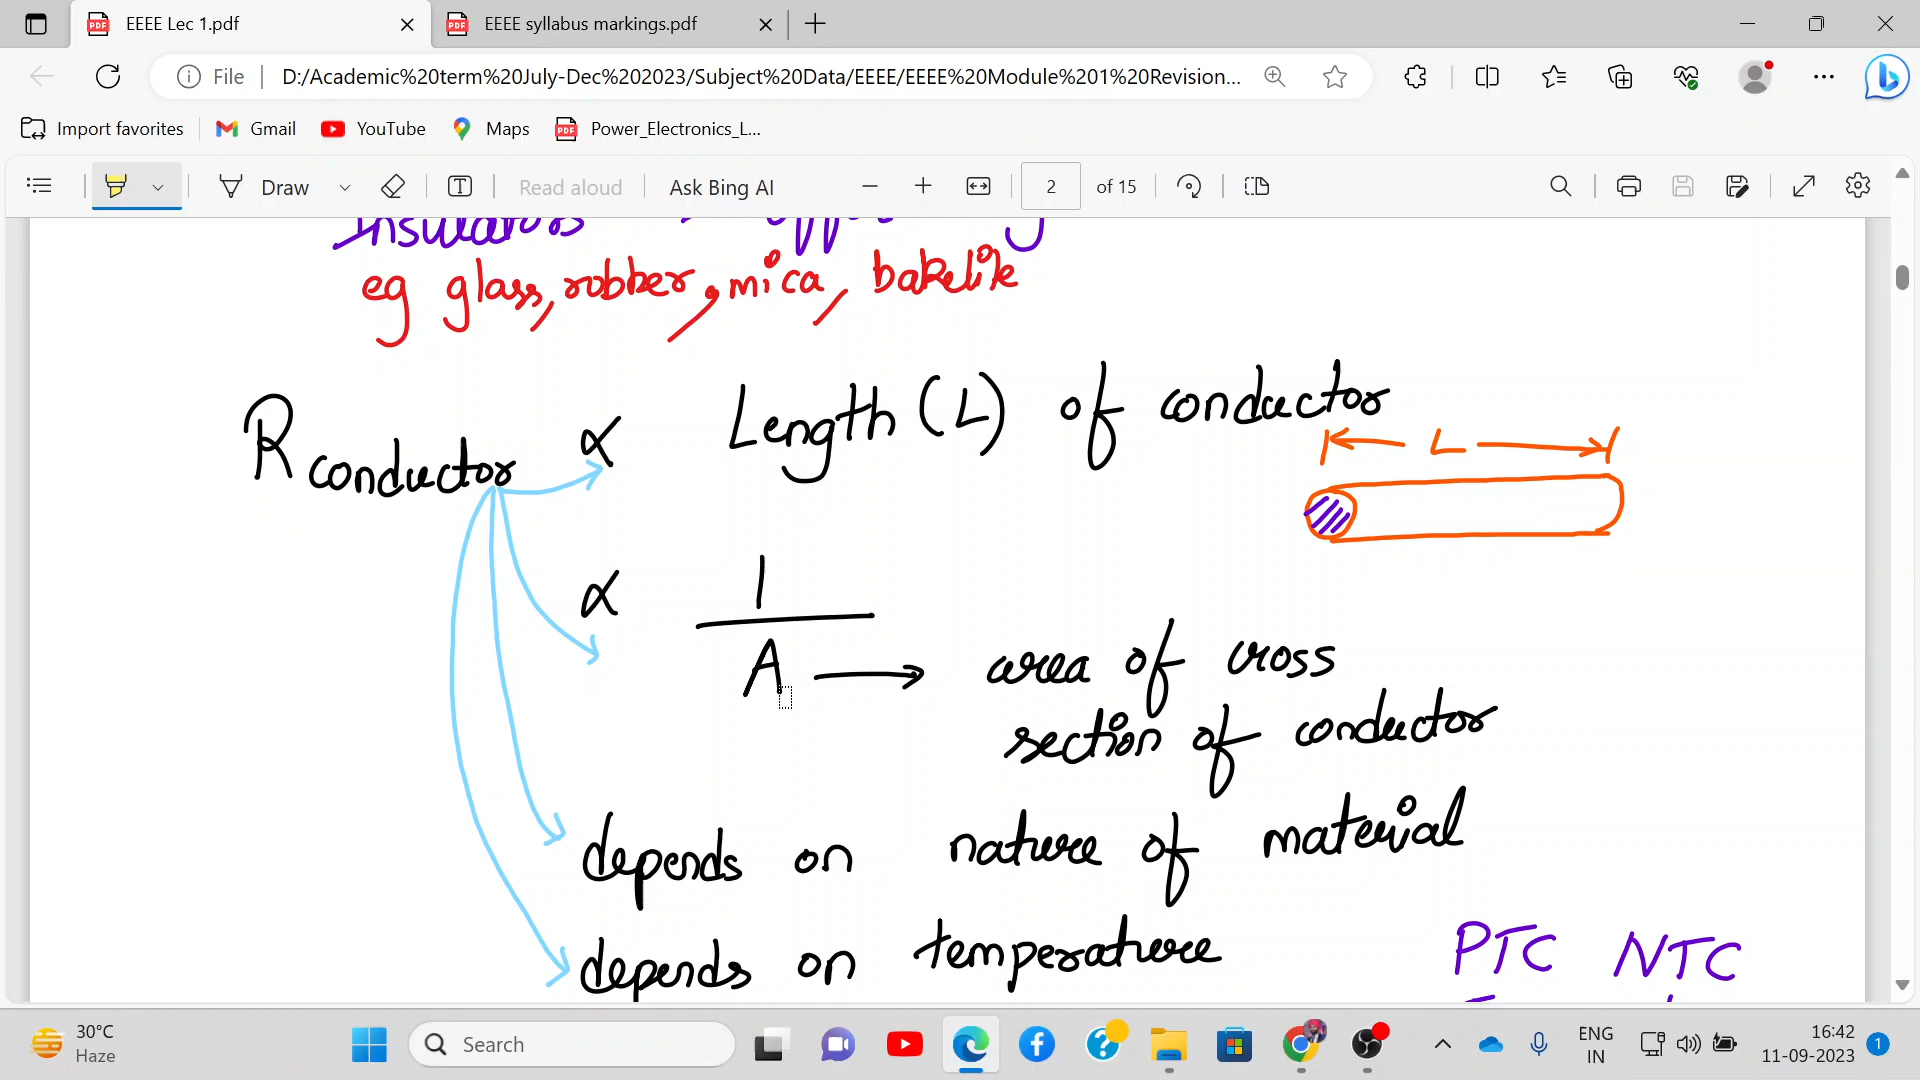 EEEE Lec 1.pdf
EEEE syllabus markings.pdf
File
D:/Academic%20term%20July-Dec%202023/Subject%20Data/EEEE/EEEE%20Module%201%20Revision...
Import favorites
Gmail
YouTube
Maps
Power_Electronics_L...
Draw
Read aloud
Ask Bing AI
2
of 15
Insulators
eg glass, robber, mica, bakelite
R conductor ∝ Length (L) of conductor
L
∝ 1
A → area of cross
section of conductor
depends on nature of material
depends on temperature
PTC NTC
30°C
Haze
Search
ENG
IN
16:42
11-09-2023
1